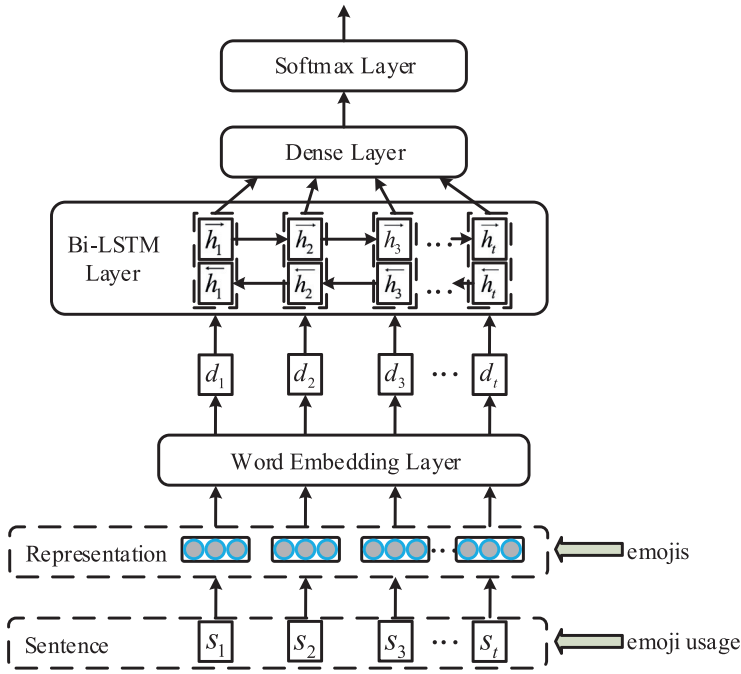 Softmax Layer
Dense Layer
Bi-LSTM
Layer
→h₁ →h₂ →h₃ ... →hₜ
←h₁ ←h₂ ←h₃ ... ←hₜ
d₁ d₂ d₃ ... dₜ
Word Embedding Layer
Representation ... emojis
Sentence s₁ s₂ s₃ ... sₜ emoji usage